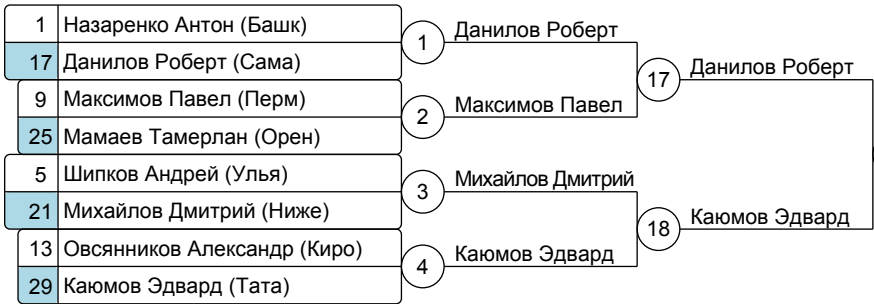 1 Назаренко Антон (Башк)
17 Данилов Роберт (Сама)
9 Максимов Павел (Перм)
25 Мамаев Тамерлан (Орен)
5 Шипков Андрей (Улья)
21 Михайлов Дмитрий (Ниже)
13 Овсянников Александр (Киро)
29 Каюмов Эдвард (Тата)
1 Данилов Роберт
2 Максимов Павел
3 Михайлов Дмитрий
4 Каюмов Эдвард
17 Данилов Роберт
18 Каюмов Эдвард